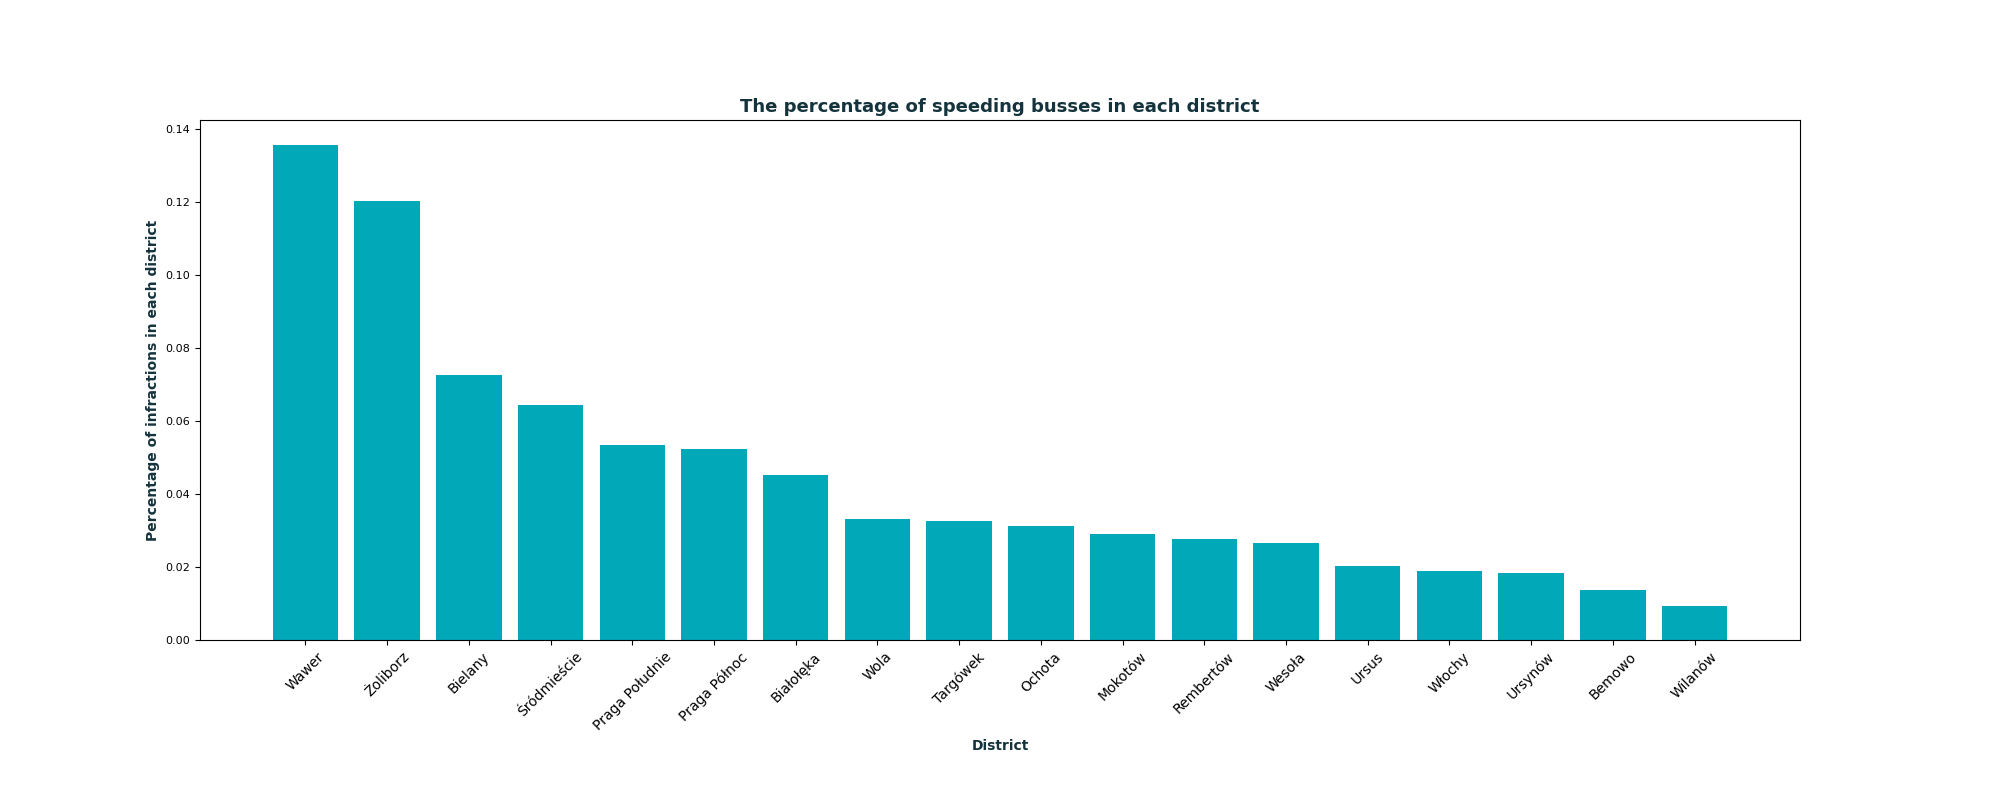 The percentage of speeding busses in each district
Percentage of infractions in each district
0.14
0.12
0.10
0.08
0.06
0.04
0.02
0.00
Wawer
Żoliborz
Bielany
Śródmieście
Praga Południe
Praga Północ
Białołęka
Wola
Targówek
Ochota
Mokotów
Rembertów
Wesoła
Ursus
Włochy
Ursynów
Bemowo
Wilanów
District